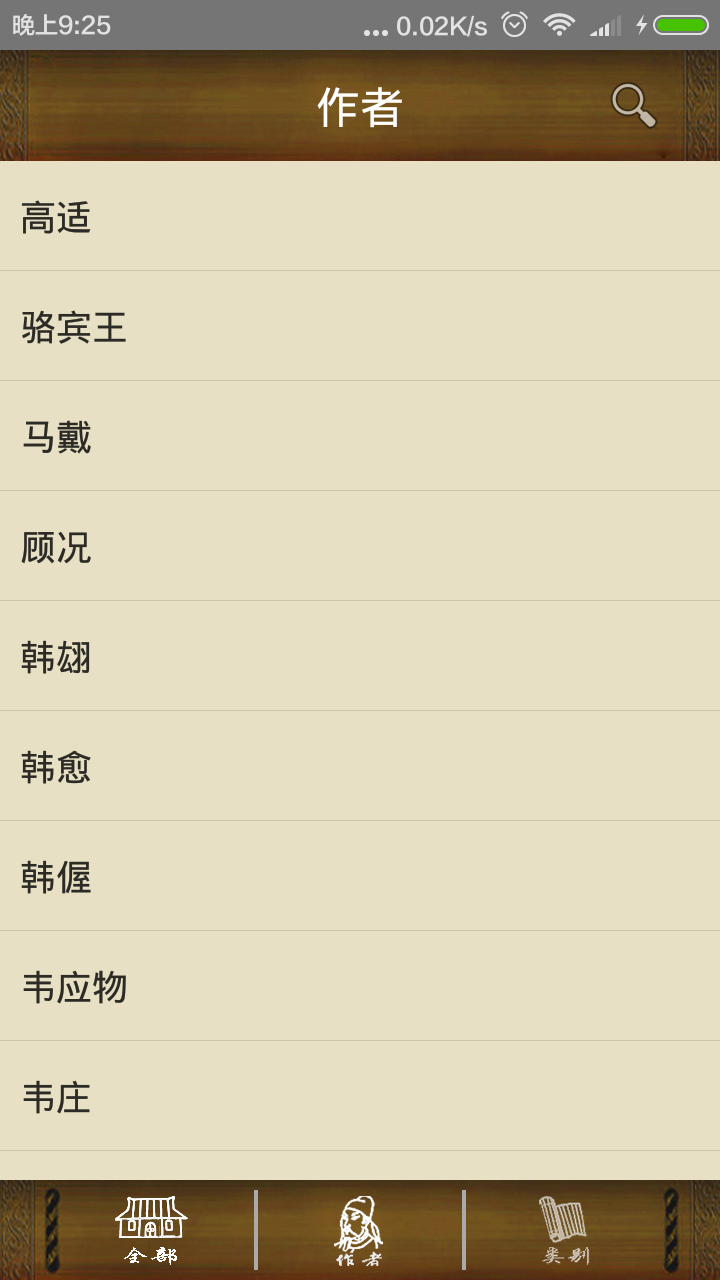 晚上9:25
... 0.02K/s
作者
高适
骆宾王
马戴
顾况
韩翃
韩愈
韩偓
韦应物
韦庄
全部
作者
类别